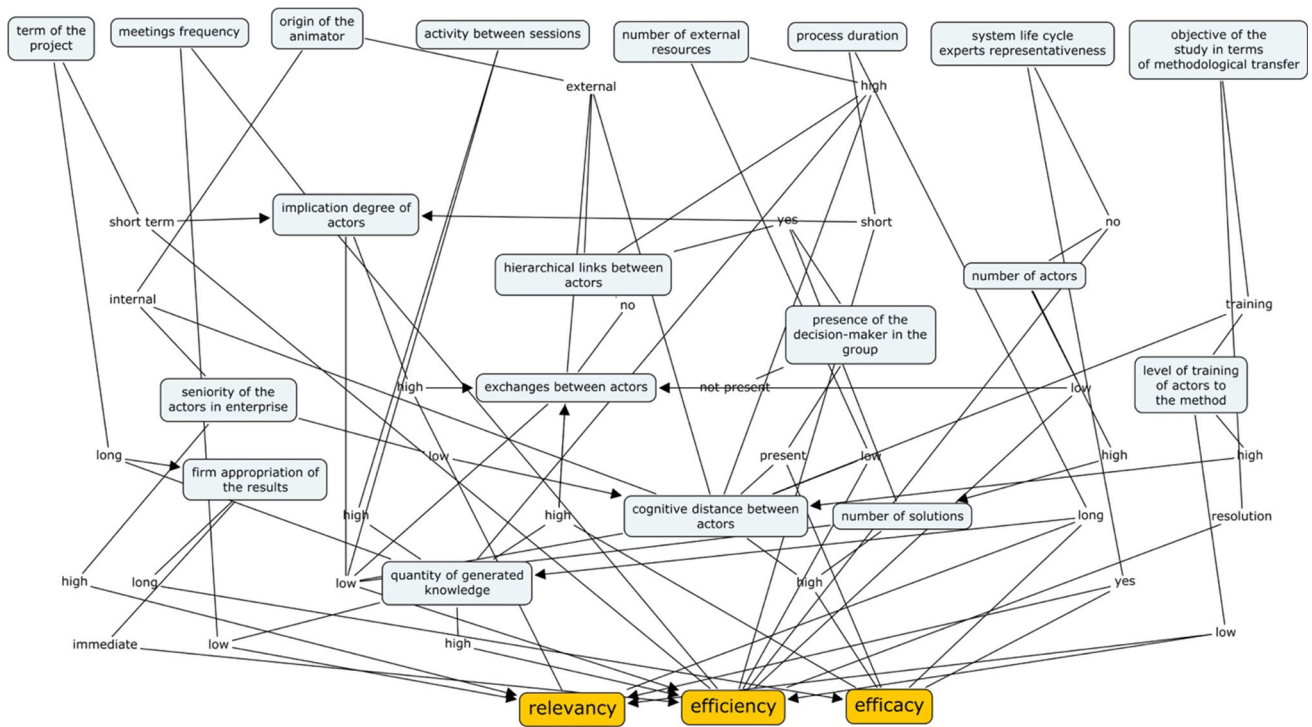 term of the
project
meetings frequency
origin of the
animator
activity between sessions
number of external
resources
process duration
system life cycle
experts representativeness
objective of the
study in terms
of methodological transfer
external
high
short term
implication degree of
actors
yes
short
no
hierarchical links between
actors
number of actors
internal
no
training
presence of the
decision-maker in the
group
seniority of the
actors in enterprise
high
exchanges between actors
not present
low
level of training
of actors to
the method
long
low
present
low
high
high
firm appropriation of
the results
high
high
cognitive distance between
actors
number of solutions
long
resolution
high
long
low
quantity of generated
knowledge
high
yes
immediate
low
high
low
relevancy
efficiency
efficacy